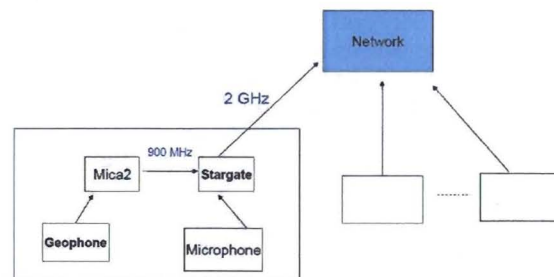 Network
2 GHz
900 MHz
Mica2
Stargate
Geophone
Microphone